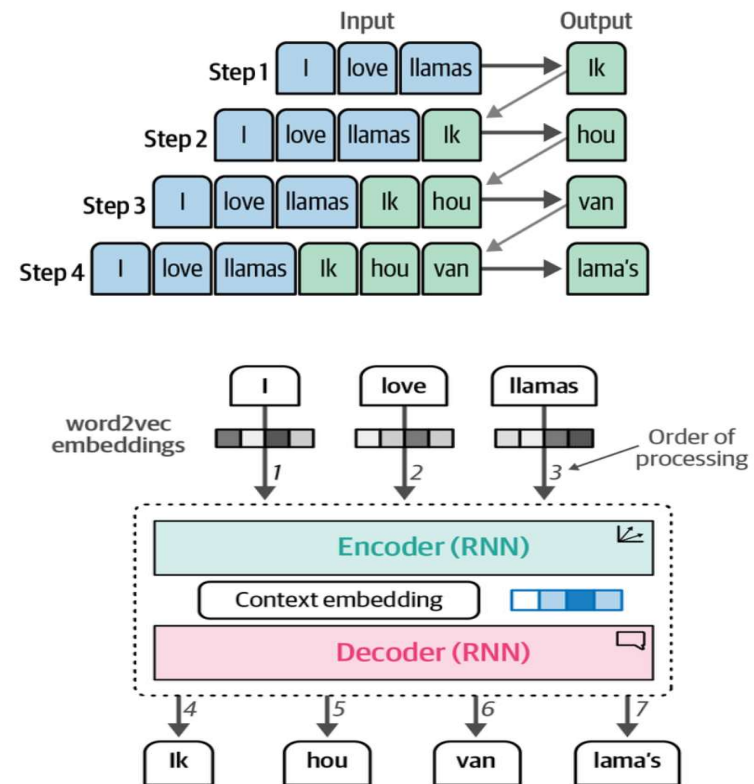 Input Output
Step 1 I love llamas Ik
Step 2 I love llamas Ik hou
Step 3 I love llamas Ik hou van
Step 4 I love llamas Ik hou van lama's
I love llamas
word2vec
embeddings
Order of
processing
1 2 3
Encoder (RNN)
Context embedding
Decoder (RNN)
4 5 6 7
Ik hou van lama's